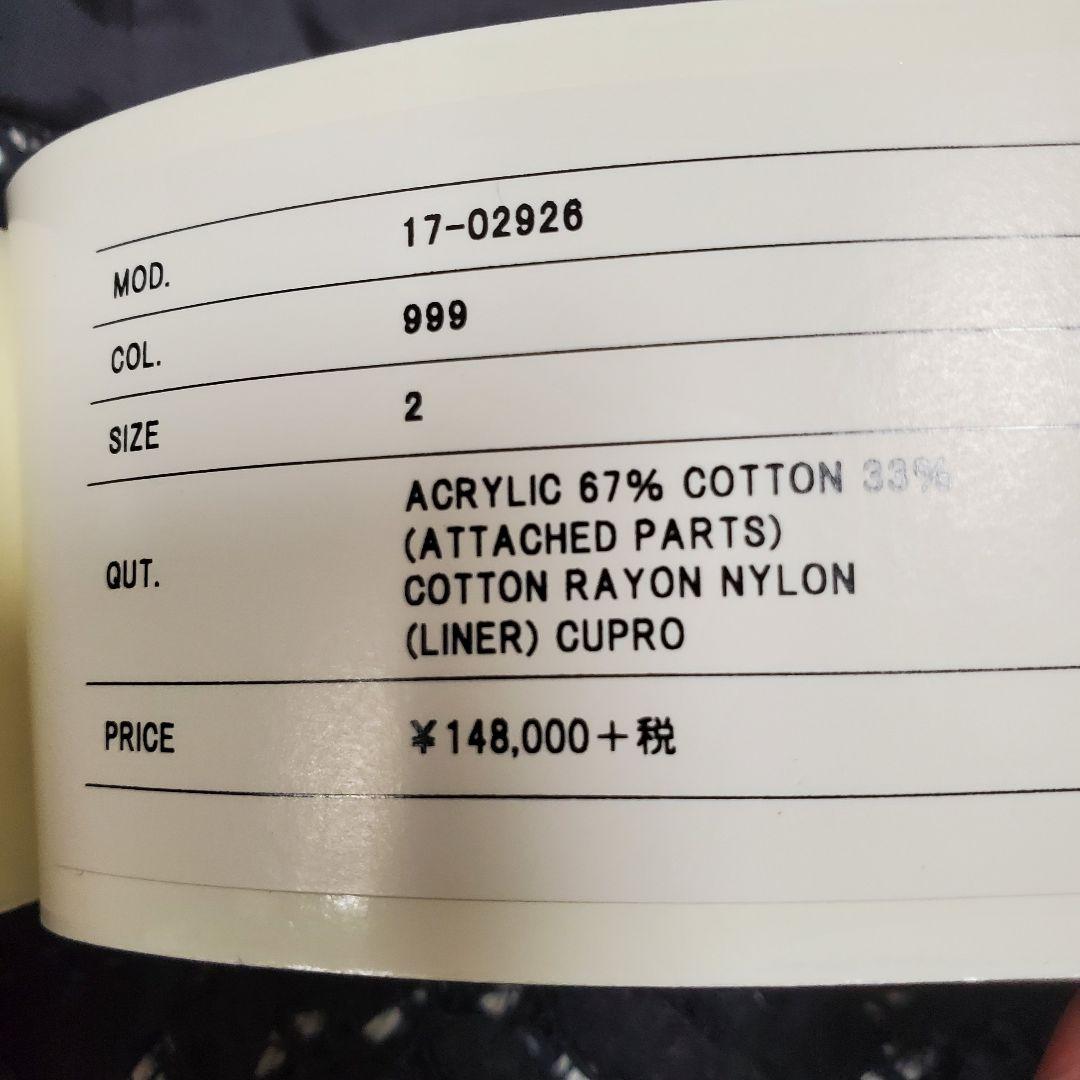 MOD. 17-02926
COL. 999
SIZE 2
QUT. ACRYLIC 67% COTTON 33%
(ATTACHED PARTS)
COTTON RAYON NYLON
(LINER) CUPRO
PRICE ¥148,000+税